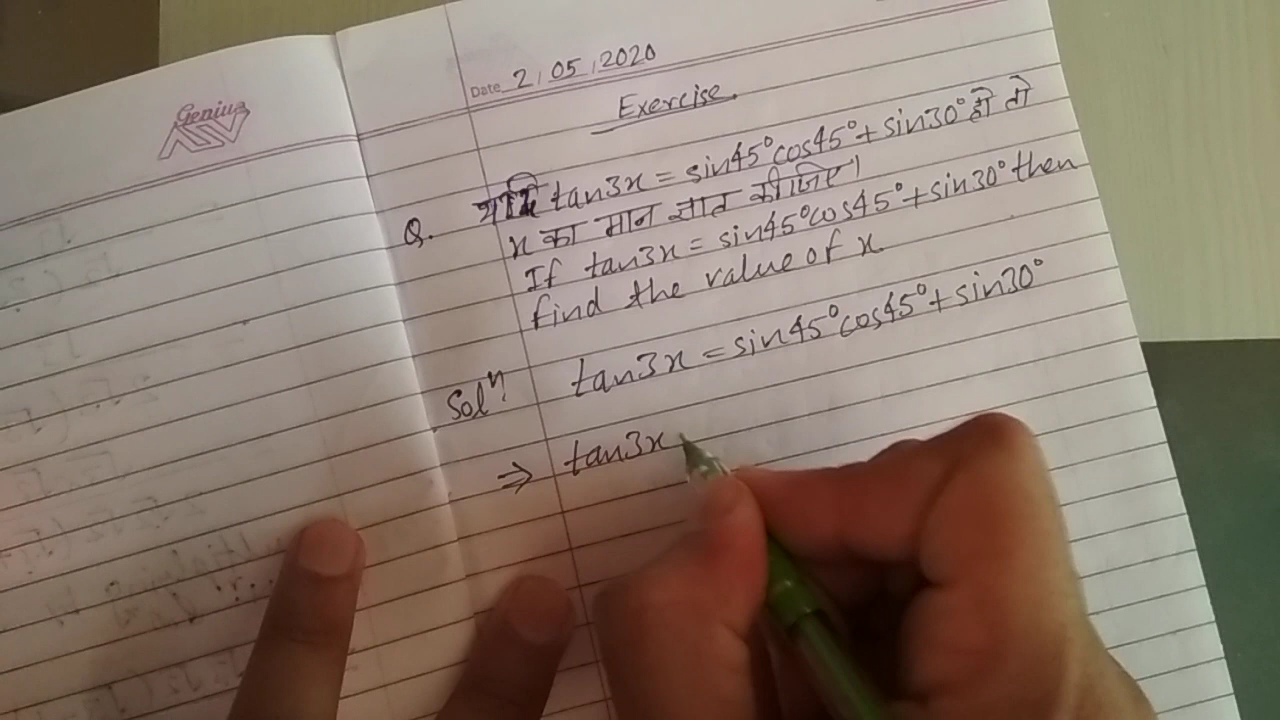 Genius
Date 2/05/2020
Exercise.
Q. यदि tan3x = sin45°cos45° + sin30° हो तो
x का मान ज्ञात कीजिए।
If tan3x = sin45°cos45° + sin30° then
find the value of x.
Solⁿ: tan3x = sin45°cos45° + sin30°
⇒ tan3x